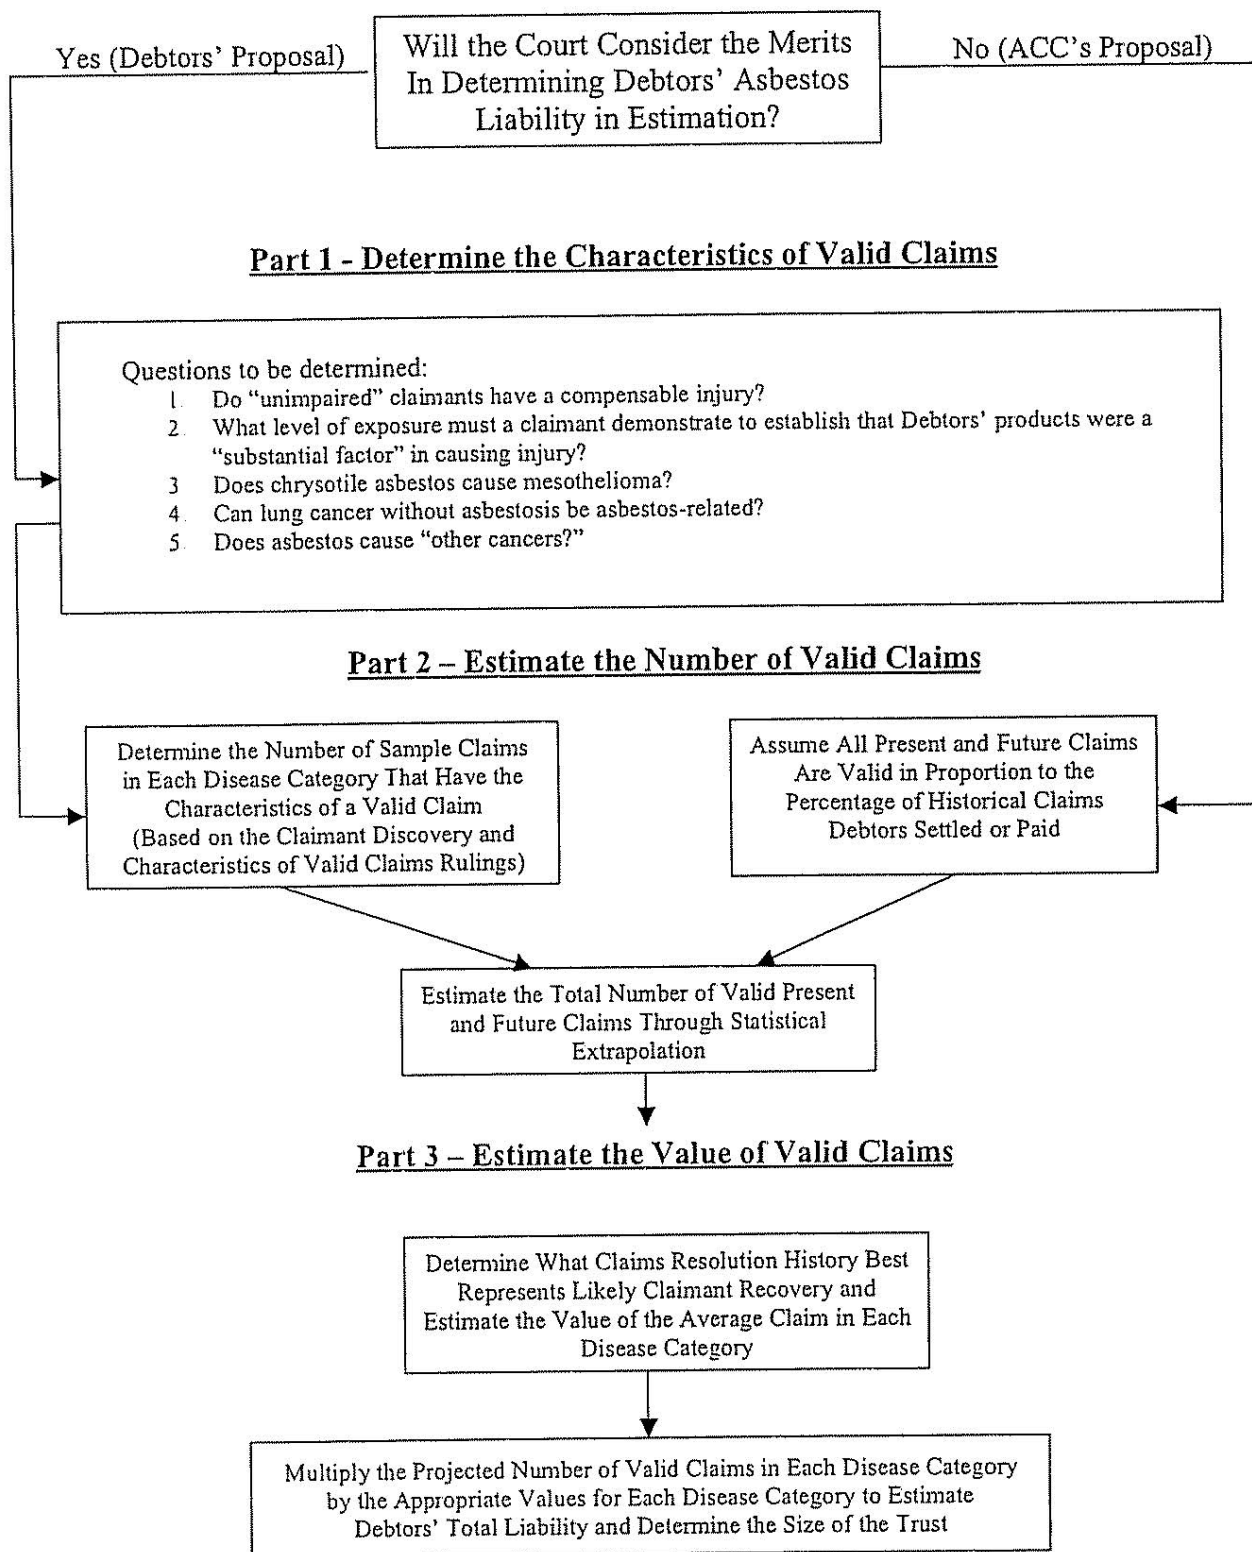 Yes (Debtors' Proposal)
Will the Court Consider the Merits
In Determining Debtors' Asbestos
Liability in Estimation?
No (ACC's Proposal)
Part 1 - Determine the Characteristics of Valid Claims
Questions to be determined:
1. Do "unimpaired" claimants have a compensable injury?
2. What level of exposure must a claimant demonstrate to establish that Debtors' products were a
"substantial factor" in causing injury?
3 Does chrysotile asbestos cause mesothelioma?
4. Can lung cancer without asbestosis be asbestos-related?
5. Does asbestos cause "other cancers?"
Part 2 – Estimate the Number of Valid Claims
Determine the Number of Sample Claims
in Each Disease Category That Have the
Characteristics of a Valid Claim
(Based on the Claimant Discovery and
Characteristics of Valid Claims Rulings)
Assume All Present and Future Claims
Are Valid in Proportion to the
Percentage of Historical Claims
Debtors Settled or Paid
Estimate the Total Number of Valid Present
and Future Claims Through Statistical
Extrapolation
Part 3 – Estimate the Value of Valid Claims
Determine What Claims Resolution History Best
Represents Likely Claimant Recovery and
Estimate the Value of the Average Claim in Each
Disease Category
Multiply the Projected Number of Valid Claims in Each Disease Category
by the Appropriate Values for Each Disease Category to Estimate
Debtors' Total Liability and Determine the Size of the Trust